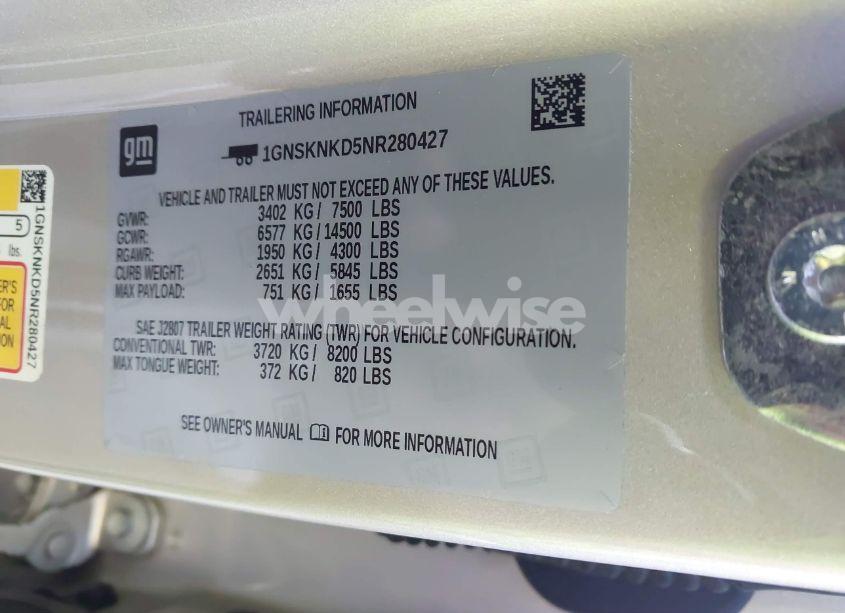 TRAILERING INFORMATION
gm
1GNSKNKD5NR280427
VEHICLE AND TRAILER MUST NOT EXCEED ANY OF THESE VALUES.
GVWR: 3402 KG / 7500 LBS
GCWR: 6577 KG / 14500 LBS
RGAWR: 1950 KG / 4300 LBS
CURB WEIGHT: 2651 KG / 5845 LBS
MAX PAYLOAD: 751 KG / 1655 LBS
wheelwise
SAE J2807 TRAILER WEIGHT RATING (TWR) FOR VEHICLE CONFIGURATION.
CONVENTIONAL TWR: 3720 KG / 8200 LBS
MAX TONGUE WEIGHT: 372 KG / 820 LBS
SEE OWNER'S MANUAL FOR MORE INFORMATION
5
lbs.
1GNSKNKD5NR280427